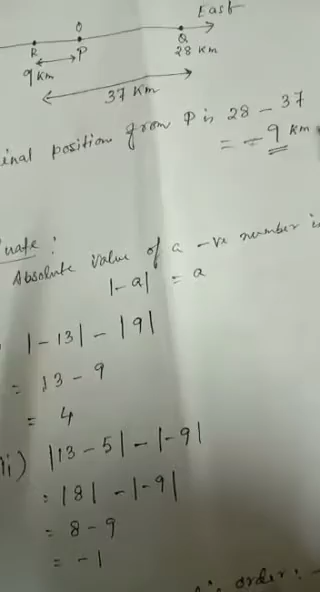 O East
R P Q
9 Km 28 Km
37 Km
inal position from P is 28 - 37
= - 9 Km
uate :
Absolute value of a -ve number is
|- a| = a
|- 13| - |9|
= 13 - 9
= 4
ii) |13 - 5| - |- 9|
= |8| - |- 9|
= 8 - 9
= - 1
order :